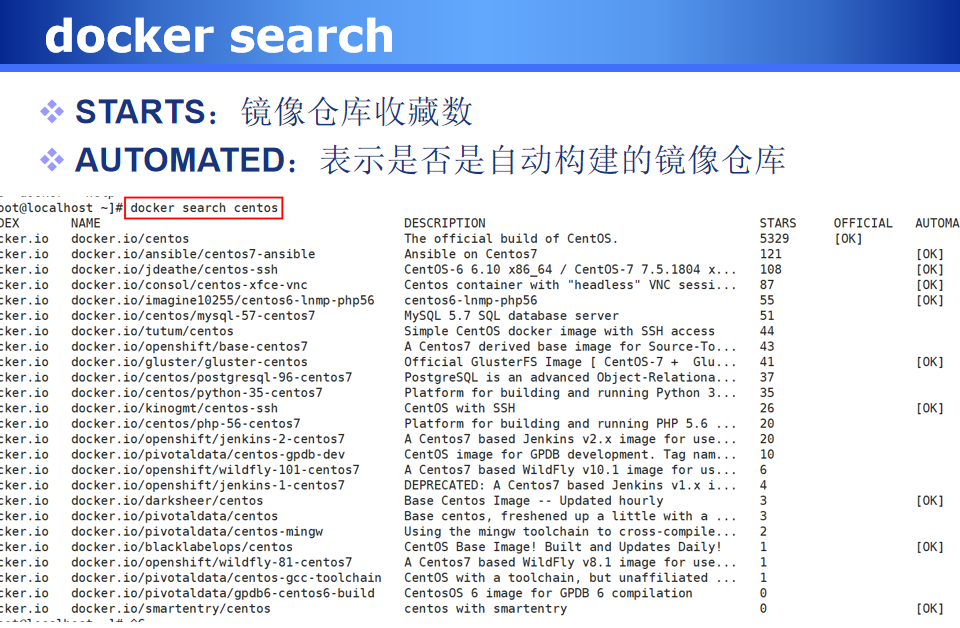 docker search
STARTS：镜像仓库收藏数
AUTOMATED：表示是否是自动构建的镜像仓库
oot@localhost ~]# docker search centos
DEX NAME DESCRIPTION STARS OFFICIAL AUTOMA
cker.io docker.io/centos The official build of CentOS. 5329 [OK]
cker.io docker.io/ansible/centos7-ansible Ansible on Centos7 121 [OK]
cker.io docker.io/jdeathe/centos-ssh CentOS-6 6.10 x86_64 / CentOS-7 7.5.1804 x... 108 [OK]
cker.io docker.io/consol/centos-xfce-vnc Centos container with "headless" VNC sessi... 87 [OK]
cker.io docker.io/imagine10255/centos6-lnmp-php56 centos6-lnmp-php56 55 [OK]
cker.io docker.io/centos/mysql-57-centos7 MySQL 5.7 SQL database server 51
cker.io docker.io/tutum/centos Simple CentOS docker image with SSH access 44
cker.io docker.io/openshift/base-centos7 A Centos7 derived base image for Source-To... 43
cker.io docker.io/gluster/gluster-centos Official GlusterFS Image [ CentOS-7 + Glu... 41 [OK]
cker.io docker.io/centos/postgresql-96-centos7 PostgreSQL is an advanced Object-Relationa... 37
cker.io docker.io/centos/python-35-centos7 Platform for building and running Python 3... 35
cker.io docker.io/kinogmt/centos-ssh CentOS with SSH 26 [OK]
cker.io docker.io/centos/php-56-centos7 Platform for building and running PHP 5.6 ... 20
cker.io docker.io/openshift/jenkins-2-centos7 A Centos7 based Jenkins v2.x image for use... 20
cker.io docker.io/pivotaldata/centos-gpdb-dev CentOS image for GPDB development. Tag nam... 10
cker.io docker.io/openshift/wildfly-101-centos7 A Centos7 based WildFly v10.1 image for us... 6
cker.io docker.io/openshift/jenkins-1-centos7 DEPRECATED: A Centos7 based Jenkins v1.x i... 4
cker.io docker.io/darksheer/centos Base Centos Image -- Updated hourly 3 [OK]
cker.io docker.io/pivotaldata/centos Base centos, freshened up a little with a ... 3
cker.io docker.io/pivotaldata/centos-mingw Using the mingw toolchain to cross-compile... 2
cker.io docker.io/blacklabelops/centos CentOS Base Image! Built and Updates Daily! 1 [OK]
cker.io docker.io/openshift/wildfly-81-centos7 A Centos7 based WildFly v8.1 image for use... 1
cker.io docker.io/pivotaldata/centos-gcc-toolchain CentOS with a toolchain, but unaffiliated ... 1
cker.io docker.io/pivotaldata/gpdb6-centos6-build CentosOS 6 image for GPDB 6 compilation 0
cker.io docker.io/smartentry/centos centos with smartentry 0 [OK]